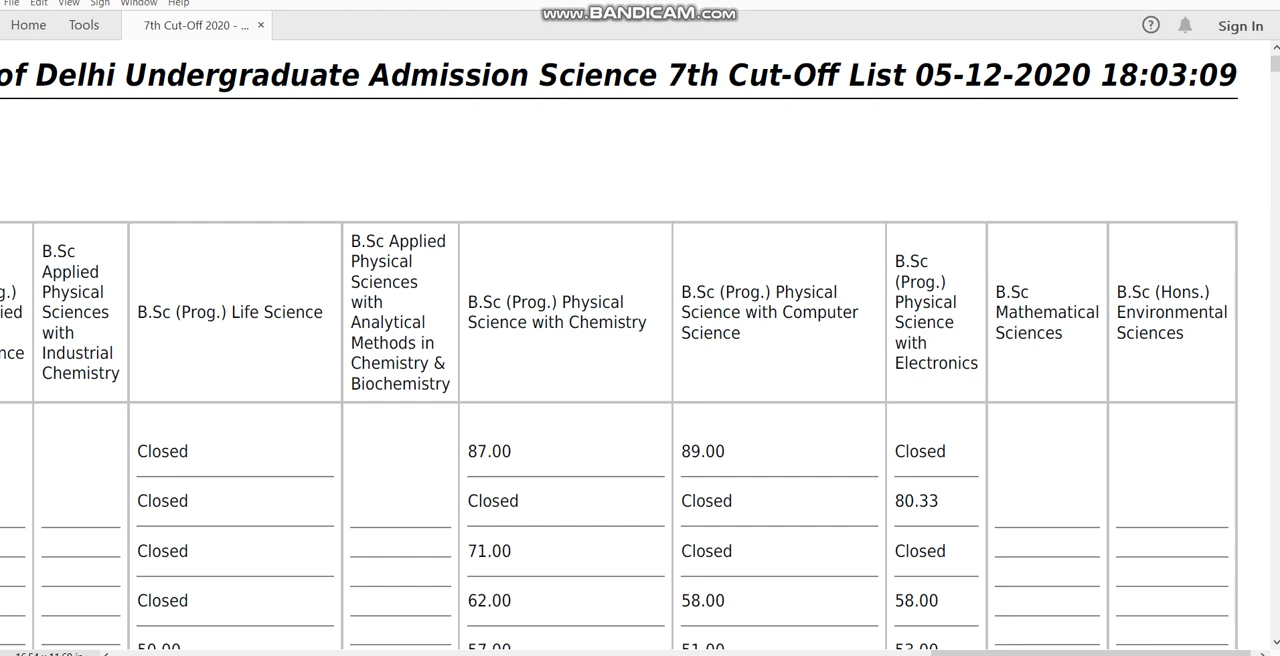 File Edit View Sign Window Help
www.BANDICAM.com
Home Tools 7th Cut-Off 2020 - ... × Sign In
of Delhi Undergraduate Admission Science 7th Cut-Off List 05-12-2020 18:03:09
B.Sc
Applied
Physical
Sciences
with
Industrial
Chemistry
B.Sc (Prog.) Life Science
B.Sc Applied
Physical
Sciences
with
Analytical
Methods in
Chemistry &
Biochemistry
B.Sc (Prog.) Physical
Science with Chemistry
B.Sc (Prog.) Physical
Science with Computer
Science
B.Sc
(Prog.)
Physical
Science
with
Electronics
B.Sc
Mathematical
Sciences
B.Sc (Hons.)
Environmental
Sciences
Closed 87.00 89.00 Closed
Closed Closed Closed 80.33
Closed 71.00 Closed Closed
Closed 62.00 58.00 58.00